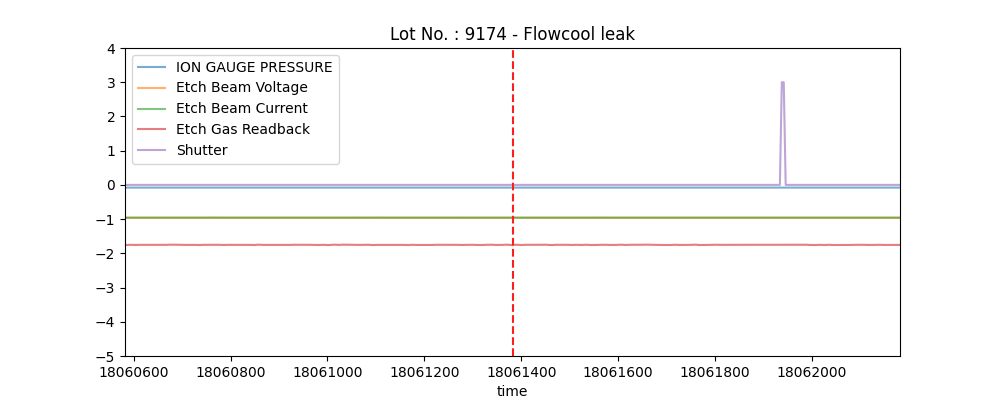 Lot No. : 9174 - Flowcool leak
4
3
2
1
0
−1
−2
−3
−4
−5
ION GAUGE PRESSURE
Etch Beam Voltage
Etch Beam Current
Etch Gas Readback
Shutter
18060600 18060800 18061000 18061200 18061400 18061600 18061800 18062000
time